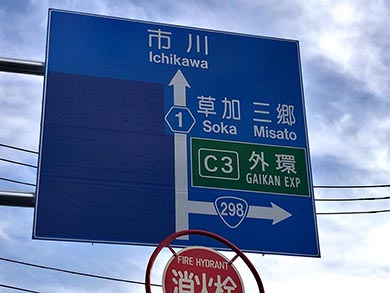 市川
Ichikawa
1
草加 三郷
Soka Misato
C3 外環
GAIKAN EXP
298
FIRE HYDRANT
消火栓